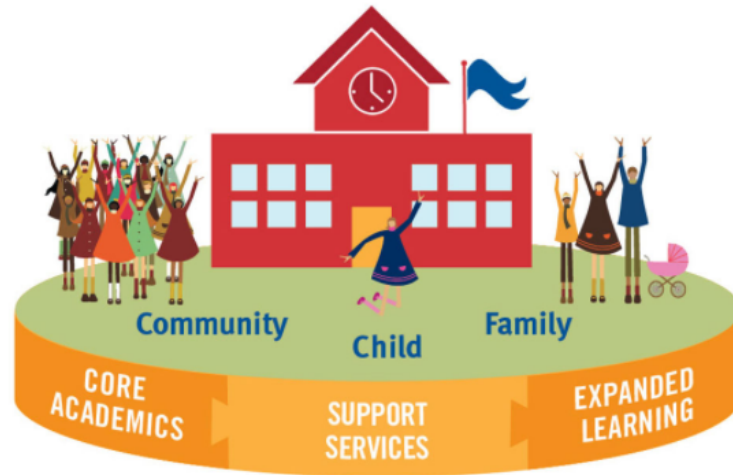 Community
Child
Family
CORE
ACADEMICS
SUPPORT
SERVICES
EXPANDED
LEARNING